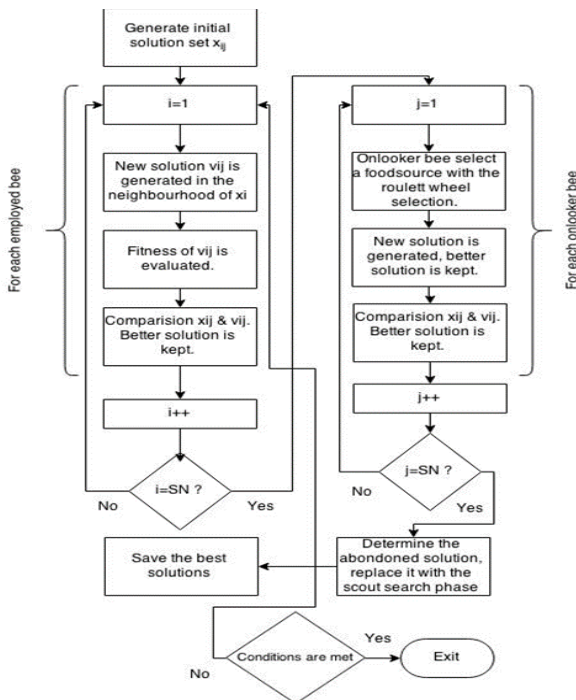 Generate initial
solution set xij
i=1
New solution vij is
generated in the
neighbourhood of xi
Fitness of vij is
evaluated.
Comparision xij & vij.
Better solution is
kept.
i++
i=SN ?
No
Yes
For each employed bee
j=1
Onlooker bee select
a foodsource with the
roulett wheel
selection.
New solution is
generated, better
solution is kept.
Comparision xij & vij.
Better solution is
kept.
j++
j=SN ?
No
Yes
For each onlooker bee
Determine the
abondoned solution,
replace it with the
scout search phase
Save the best
solutions
Conditions are met
No
Yes
Exit